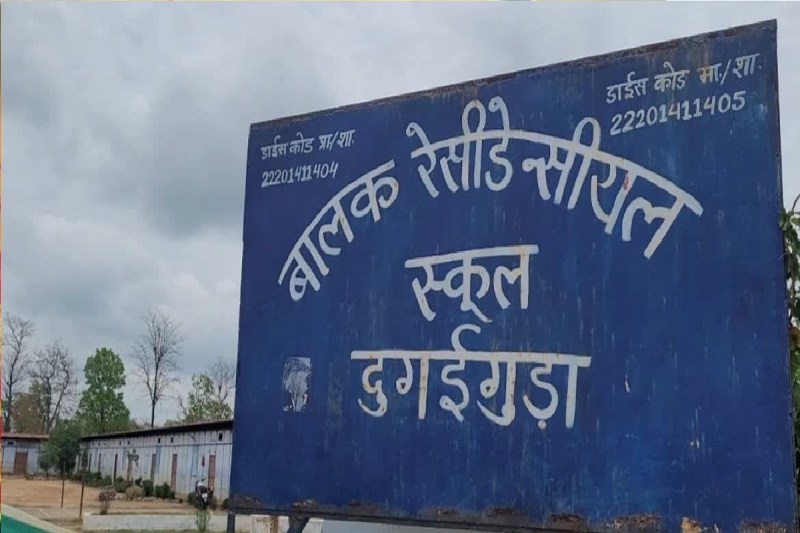 डाईस कोड प्रा/शा.
22201411404
डाईस कोड मा./शा.
22201411405
बालक रेसीडेन्सीयल
स्कूल
दुगईगुड़ा